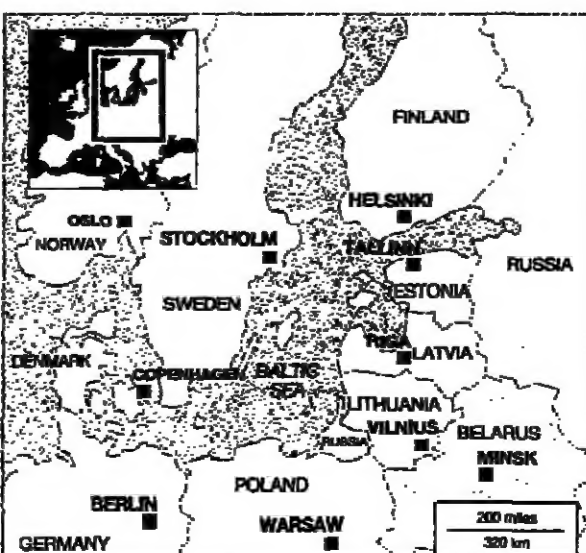 FINLAND
HELSINKI
OSLO
NORWAY
STOCKHOLM
TALLINN
RUSSIA
ESTONIA
SWEDEN
RIGA
LATVIA
DENMARK
COPENHAGEN
BALTIC
SEA
LITHUANIA
VILNIUS
RUSSIA
BELARUS
MINSK
POLAND
BERLIN
WARSAW
GERMANY
200 miles
320 km